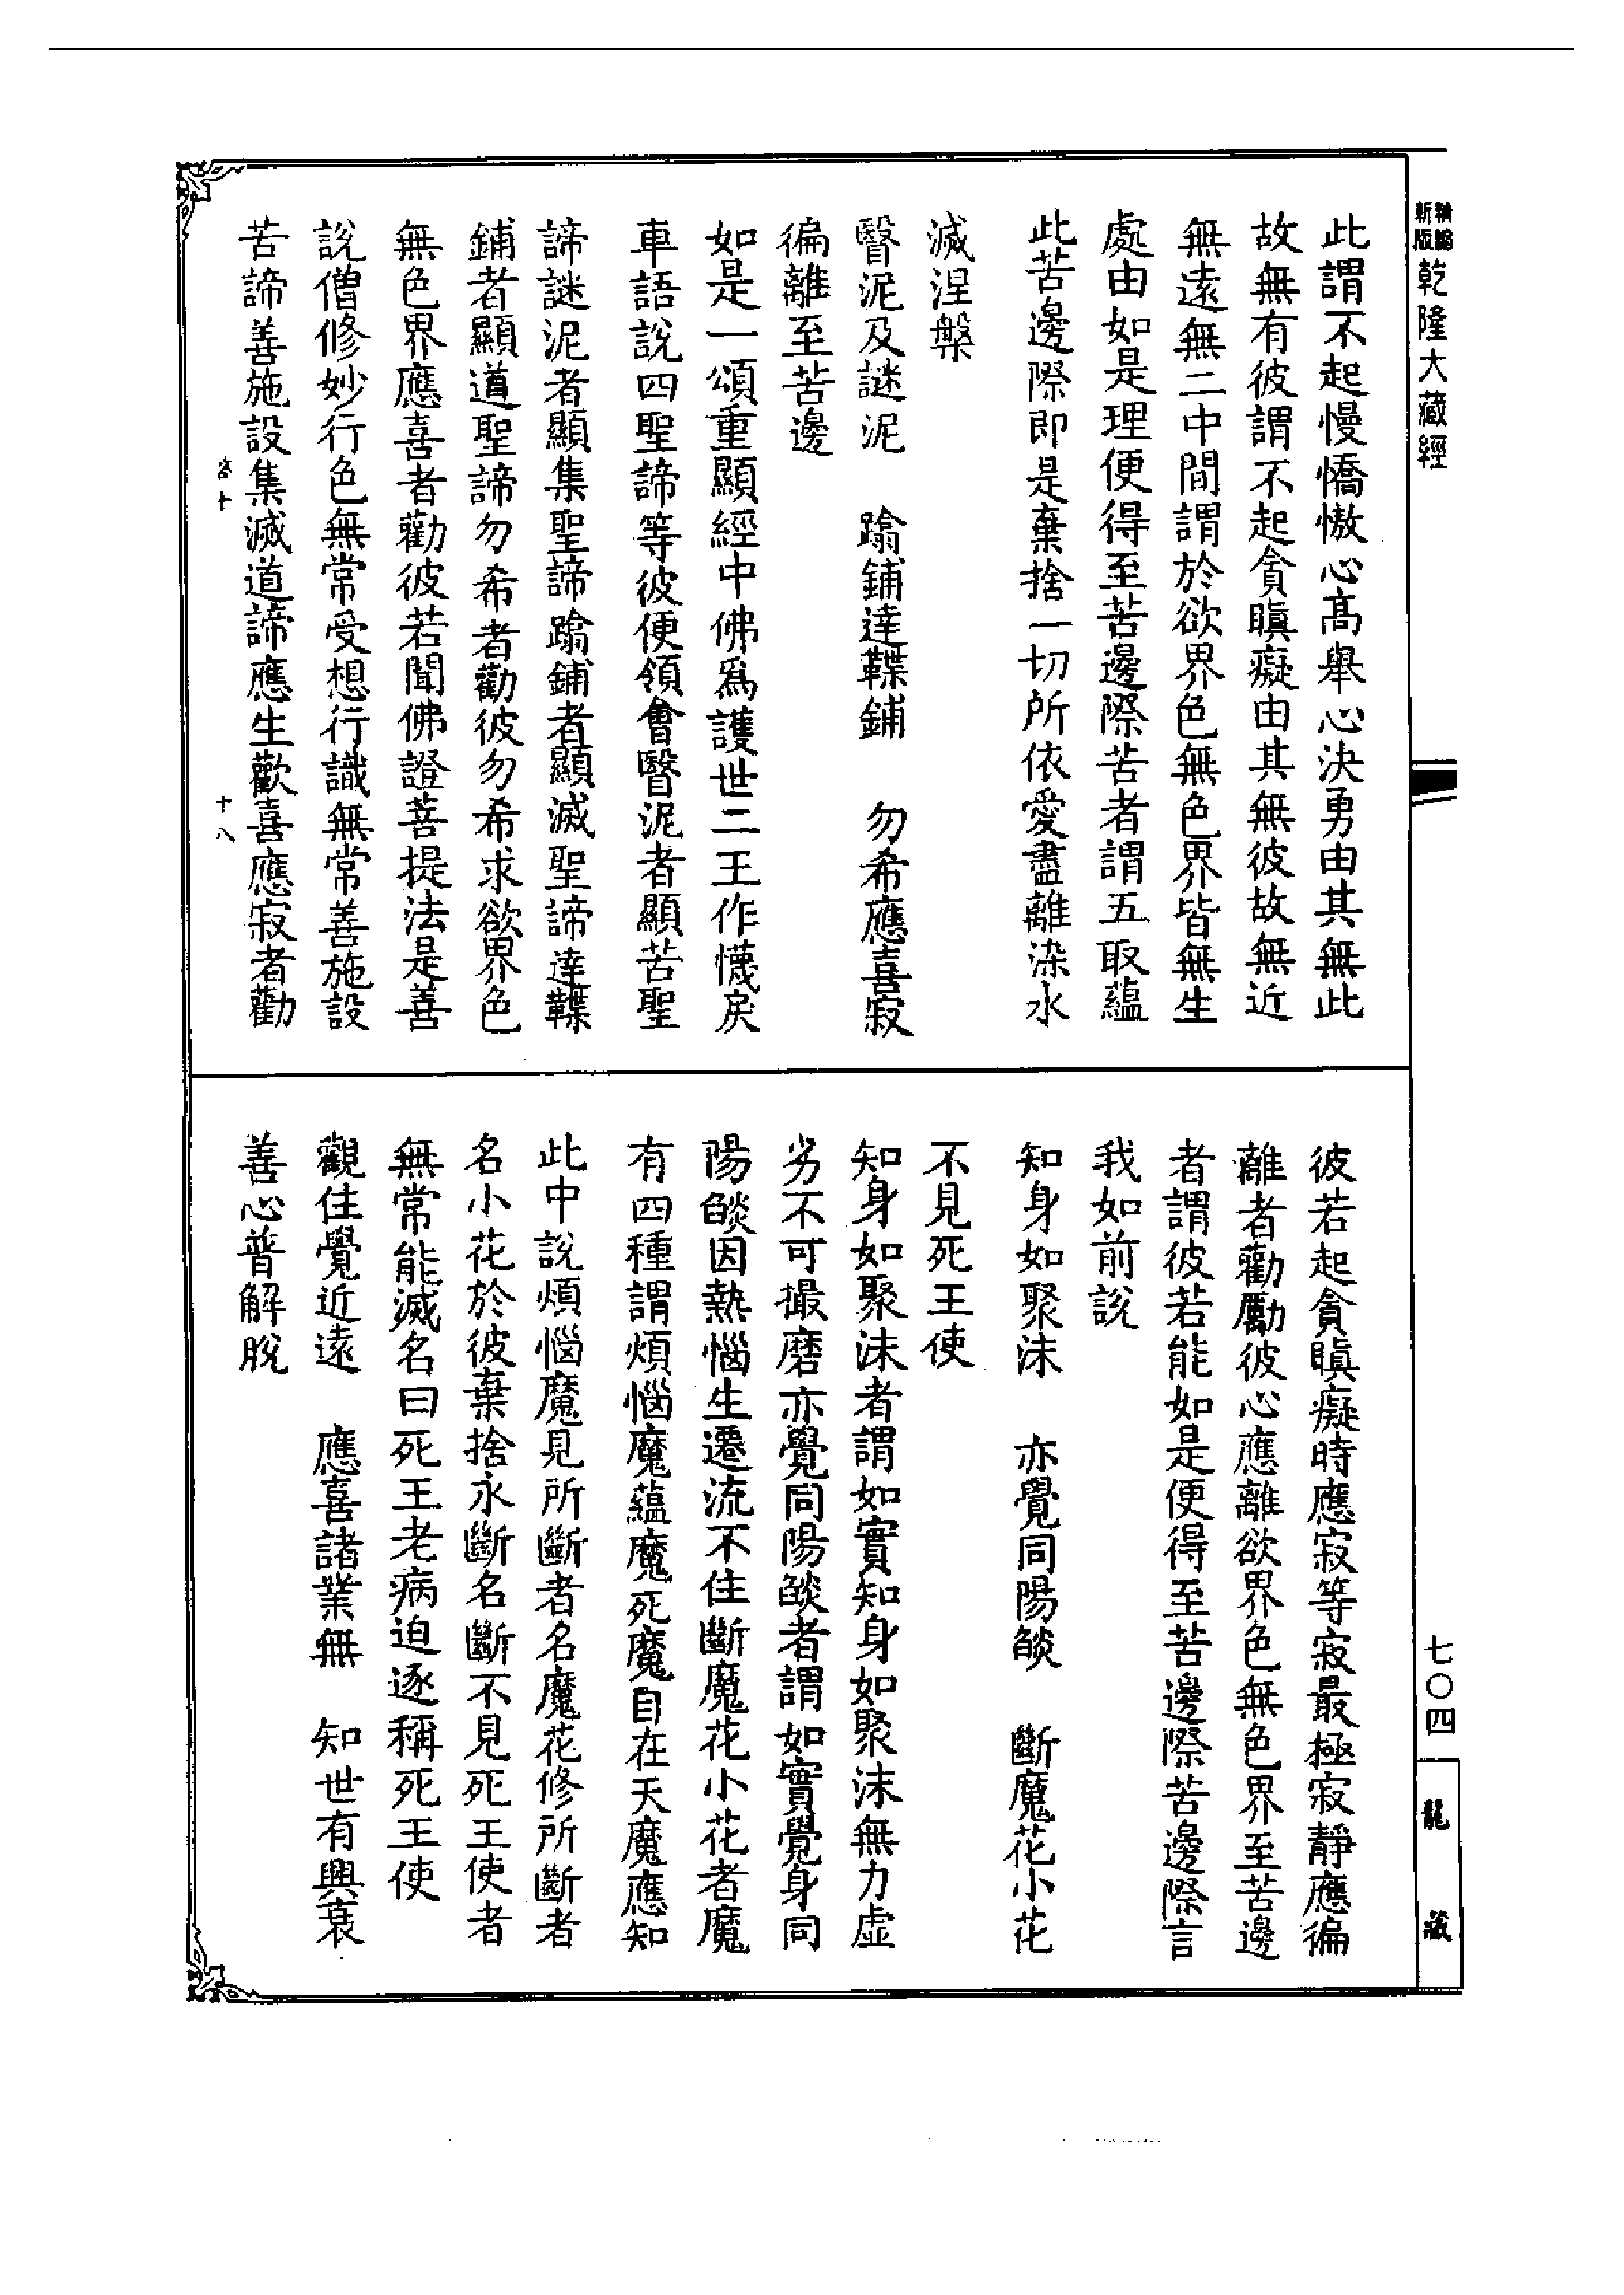 新編
新版
乾隆大藏經
此謂不起慢憍慠心高舉心決勇由其無此
故無有彼謂不起貪瞋癡由其無彼故無近
無遠無二中間謂於欲界色無色界皆無生
處由如是理便得至苦邊際苦者謂五取蘊
此苦邊際即是棄捨一切所依愛盡離染永
滅涅槃
瑿泥及謎泥　蹹鋪達鞢鋪　勿希應喜寂
徧離至苦邊
如是一頌重顯經中佛為護世二王作懱戾
車語說四聖諦等彼便領會瑿泥者顯苦聖
諦謎泥者顯集聖諦蹹鋪者顯滅聖諦達鞢
鋪者顯道聖諦勿希者勸彼勿希求欲界色
無色界應喜者勸彼若聞佛證菩提法是善
說僧修妙行色無常受想行識無常善施設
苦諦善施設集滅道諦應生歡喜應寂者勸
十八
彼若起貪瞋癡時應寂等寂最極寂靜應徧
離者勸勵彼心應離欲界色無色界至苦邊
者謂彼若能如是便得至苦邊際苦邊際言
我如前說
知身如聚沫　亦覺同陽燄　斷魔花小花
不見死王使
知身如聚沫者謂如實知身如聚沫無力虛
劣不可撮磨亦覺同陽燄者謂如實覺身同
陽燄因熱惱生遷流不住斷魔花小花者魔
有四種謂煩惱魔蘊魔死魔自在天魔應知
此中說煩惱魔見所斷者名魔花修所斷者
名小花於彼棄捨永斷名斷不見死王使者
無常能滅名曰死王老病迫逐稱死王使
觀住覺近遠　應喜諸業無　知世有興衰
善心普解脫
七〇四
龍藏